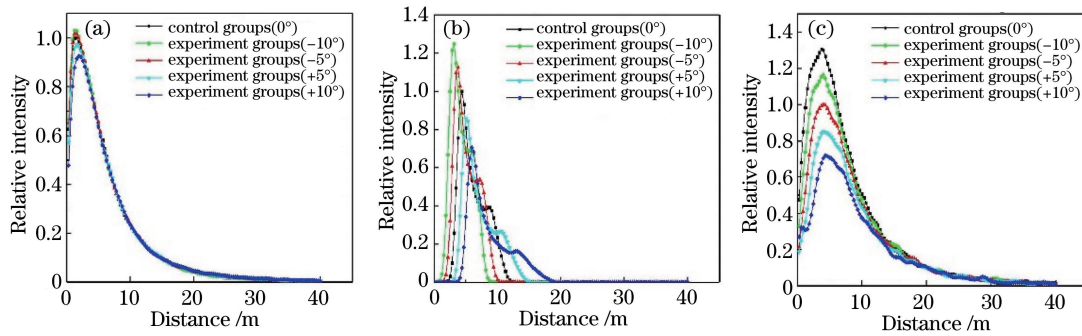 (a)
control groups(0°)
experiment groups(−10°)
experiment groups(−5°)
experiment groups(+5°)
experiment groups(+10°)
Relative intensity
1.0
0.8
0.6
0.4
0.2
0
0 10 20 30 40
Distance /m
(b)
control groups(0°)
experiment groups(−10°)
experiment groups(−5°)
experiment groups(+5°)
experiment groups(+10°)
Relative intensity
1.4
1.2
1.0
0.8
0.6
0.4
0.2
0
0 10 20 30 40
Distance /m
(c)
control groups(0°)
experiment groups(−10°)
experiment groups(−5°)
experiment groups(+5°)
experiment groups(+10°)
Relative intensity
1.4
1.2
1.0
0.8
0.6
0.4
0.2
0
0 10 20 30 40
Distance /m